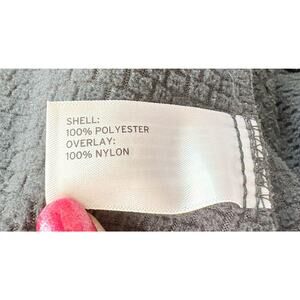 SHELL:
100% POLYESTER
OVERLAY:
100% NYLON